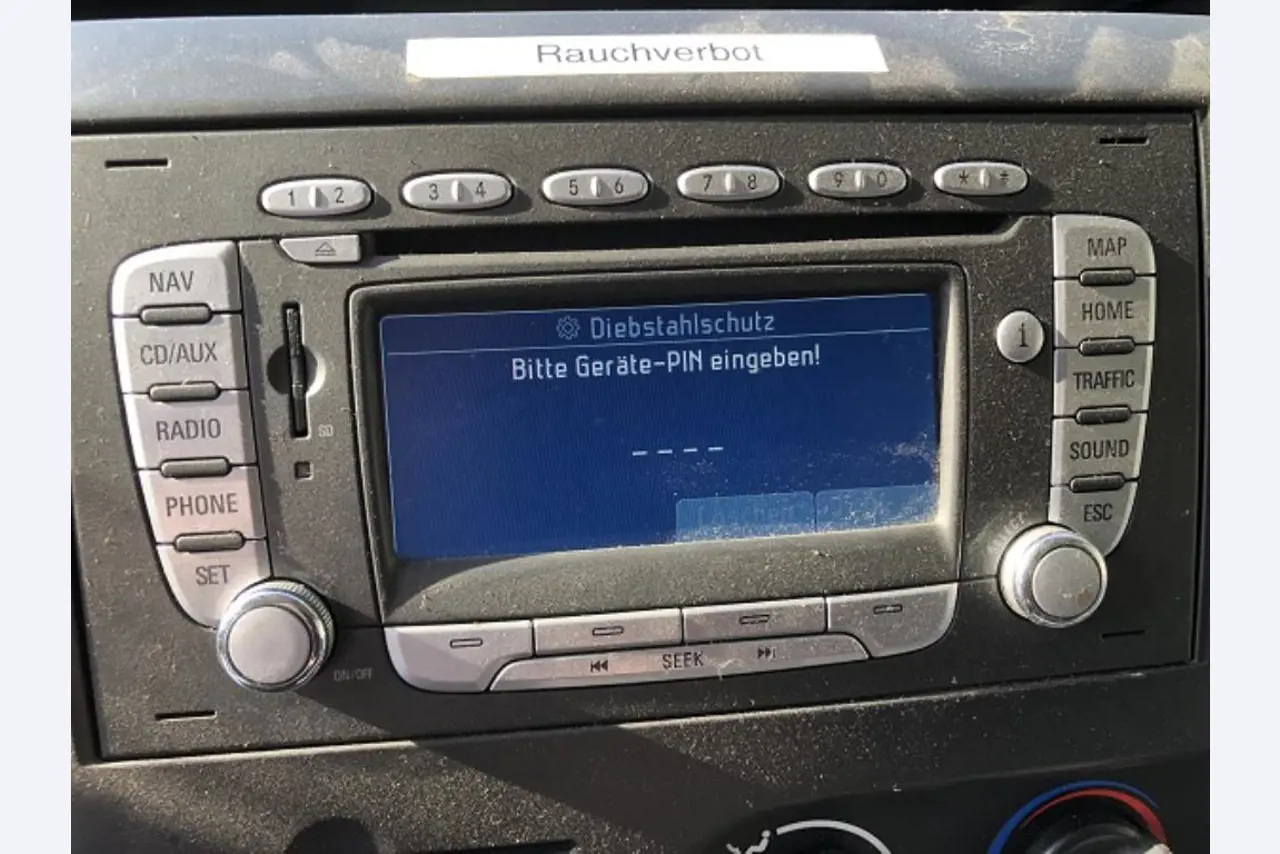 Rauchverbot
1 2
3 4
5 6
7 8
9 0
* #
NAV
CD/AUX
RADIO
PHONE
SET
SD
Diebstahlschutz
Bitte Geräte-PIN eingeben!
_ _ _ _
i
MAP
HOME
TRAFFIC
SOUND
ESC
ON/OFF
SEEK